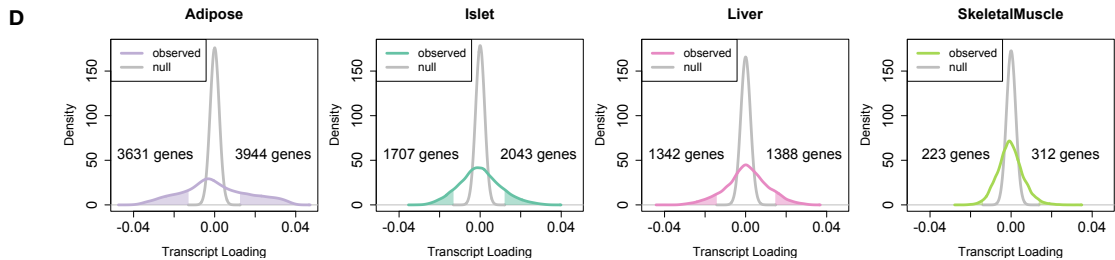 D
Adipose
observed
null
3631 genes
3944 genes
Density
0
50
100
150
-0.04
0.00
0.04
Transcript Loading
Islet
observed
null
1707 genes
2043 genes
Density
0
50
100
150
-0.04
0.00
0.04
Transcript Loading
Liver
observed
null
1342 genes
1388 genes
Density
0
50
100
150
-0.04
0.00
0.04
Transcript Loading
SkeletalMuscle
observed
null
223 genes
312 genes
Density
0
50
100
150
-0.04
0.00
0.04
Transcript Loading